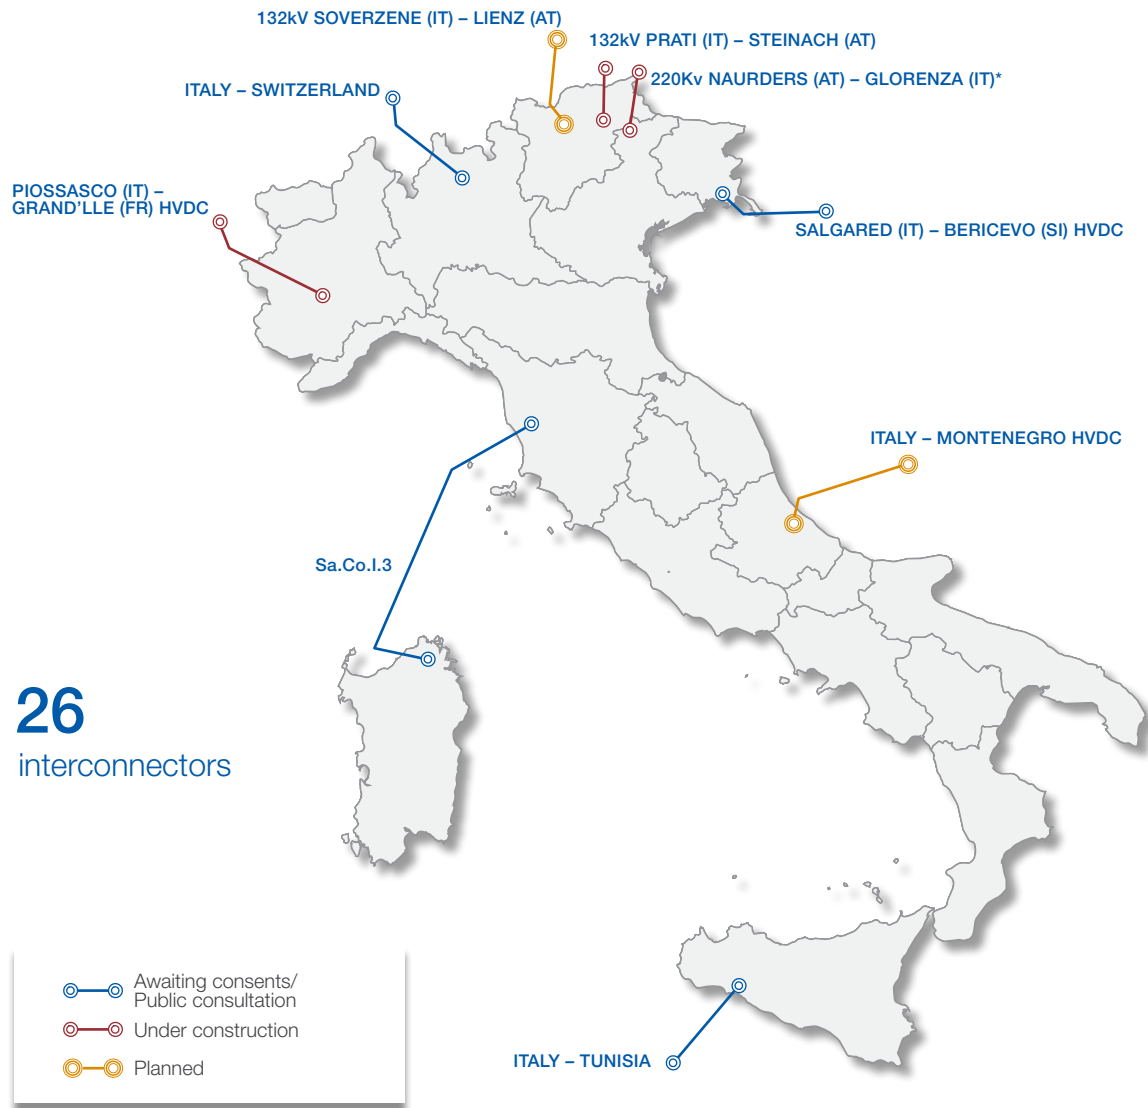 132kV SOVERZENE (IT) – LIENZ (AT)
132kV PRATI (IT) – STEINACH (AT)
220Kv NAURDERS (AT) – GLORENZA (IT)*
ITALY – SWITZERLAND
PIOSSASCO (IT) –
GRAND’LLE (FR) HVDC
SALGARED (IT) – BERICEVO (SI) HVDC
ITALY – MONTENEGRO HVDC
Sa.Co.I.3
26
interconnectors
Awaiting consents/
Public consultation
Under construction
Planned
ITALY – TUNISIA